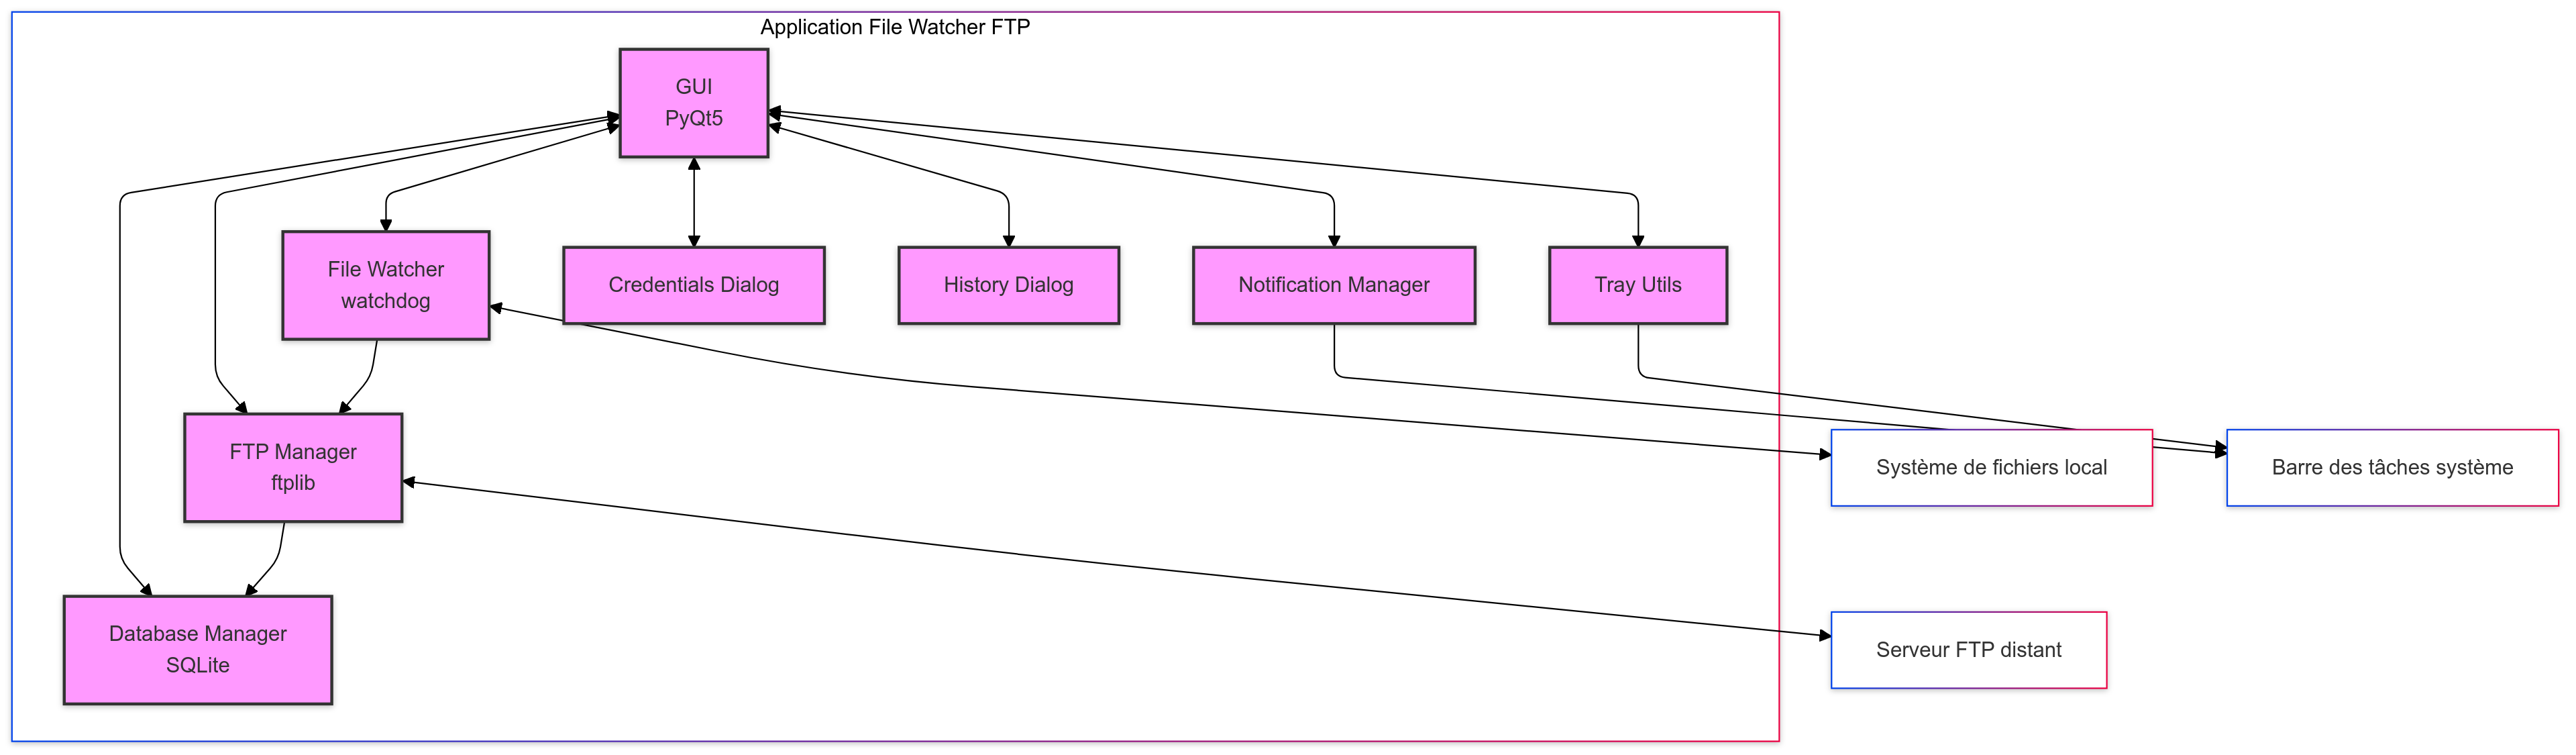 Application File Watcher FTP
GUI
PyQt5
File Watcher
watchdog
Credentials Dialog
History Dialog
Notification Manager
Tray Utils
FTP Manager
ftplib
Système de fichiers local
Barre des tâches système
Database Manager
SQLite
Serveur FTP distant